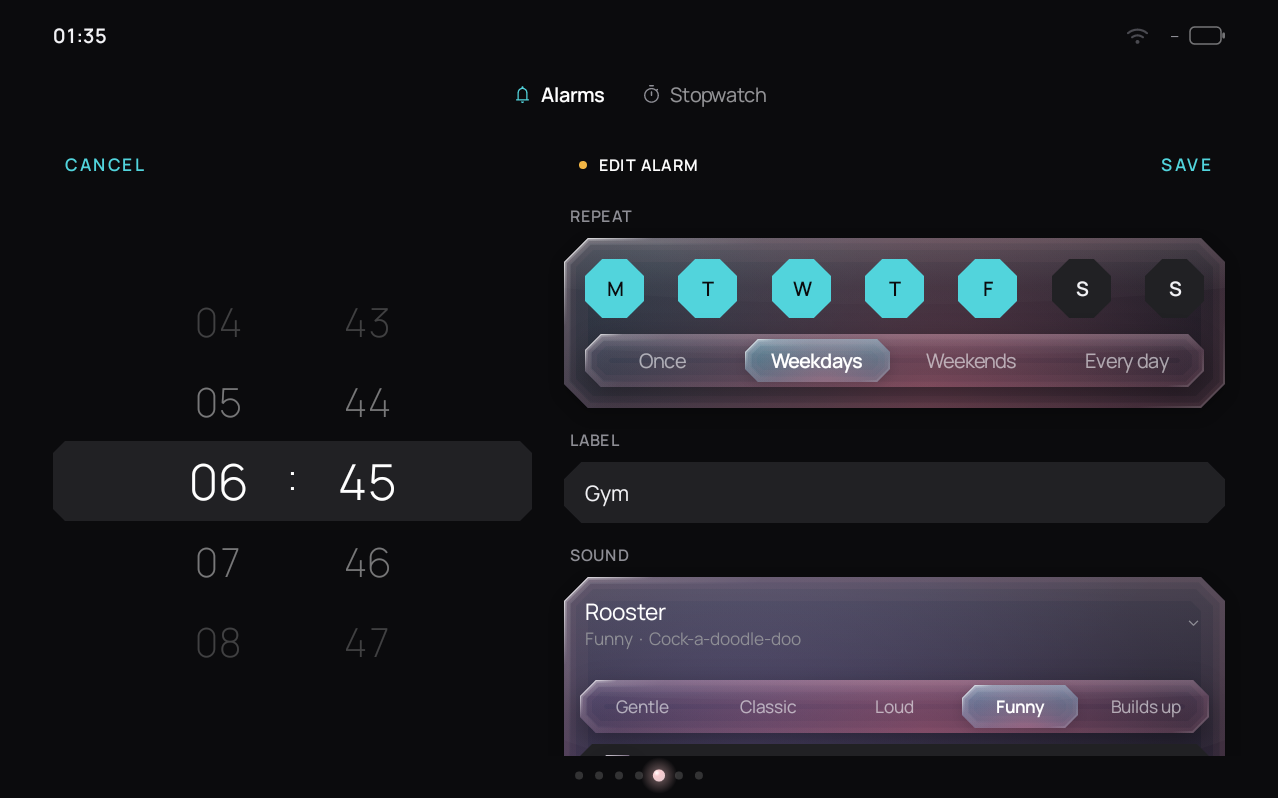 01:35
–
Alarms Stopwatch
CANCEL
EDIT ALARM
SAVE
04 43
05 44
06 : 45
07 46
08 47
REPEAT
M T W T F S S
Once Weekdays Weekends Every day
LABEL
Gym
SOUND
Rooster
Funny · Cock-a-doodle-doo
Gentle Classic Loud Funny Builds up